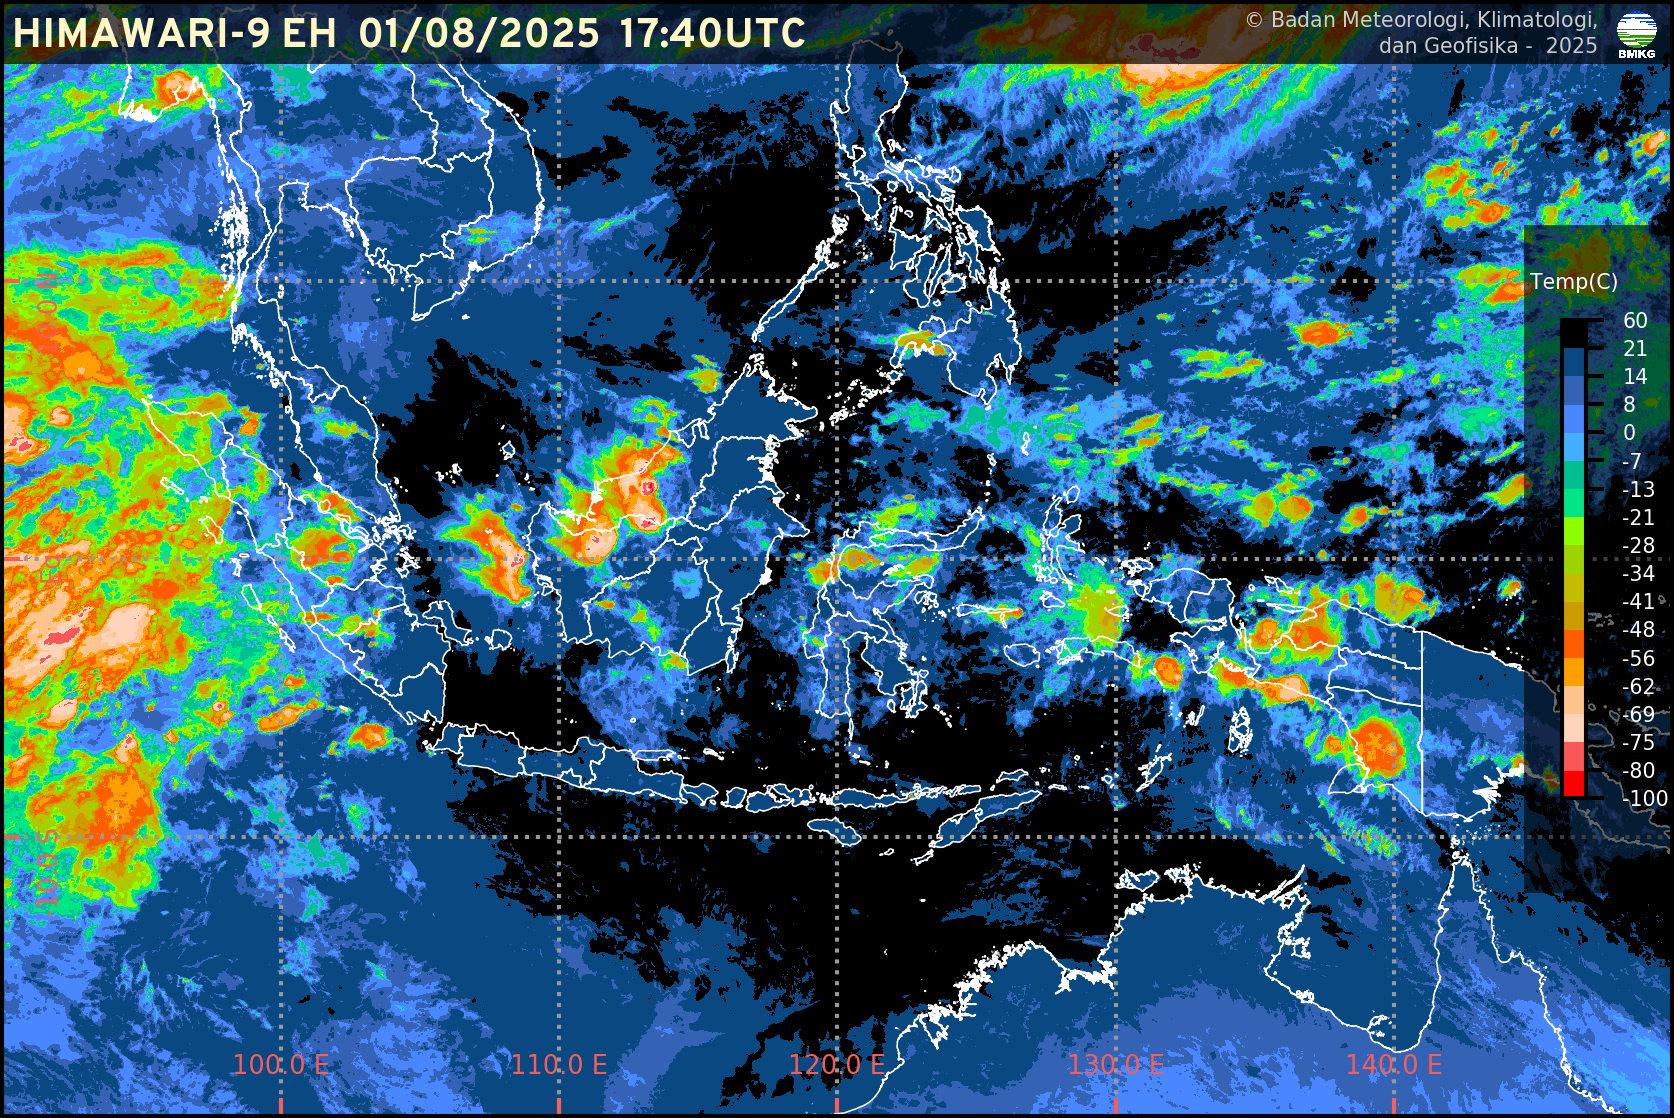 HIMAWARI-9 EH 01/08/2025 17:40UTC
© Badan Meteorologi, Klimatologi,
dan Geofisika - 2025
BMKG
Temp(C)
60
21
14
8
0
-7
-13
-21
-28
-34
-41
-48
-56
-62
-69
-75
-80
-100
100.0 E
110.0 E
120.0 E
130.0 E
140.0 E